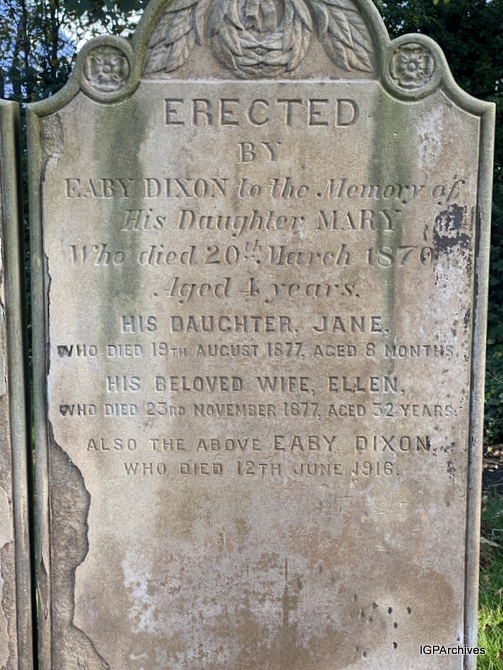 ERECTED
BY
EABY DIXON to the Memory of
His Daughter MARY
Who died 20th March 1870
Aged 4 years.
HIS DAUGHTER, JANE,
WHO DIED 19TH AUGUST 1877, AGED 8 MONTHS.
HIS BELOVED WIFE, ELLEN,
WHO DIED 23RD NOVEMBER 1877, AGED 32 YEARS.
ALSO THE ABOVE EABY DIXON,
WHO DIED 12TH JUNE 1916.
IGPArchives